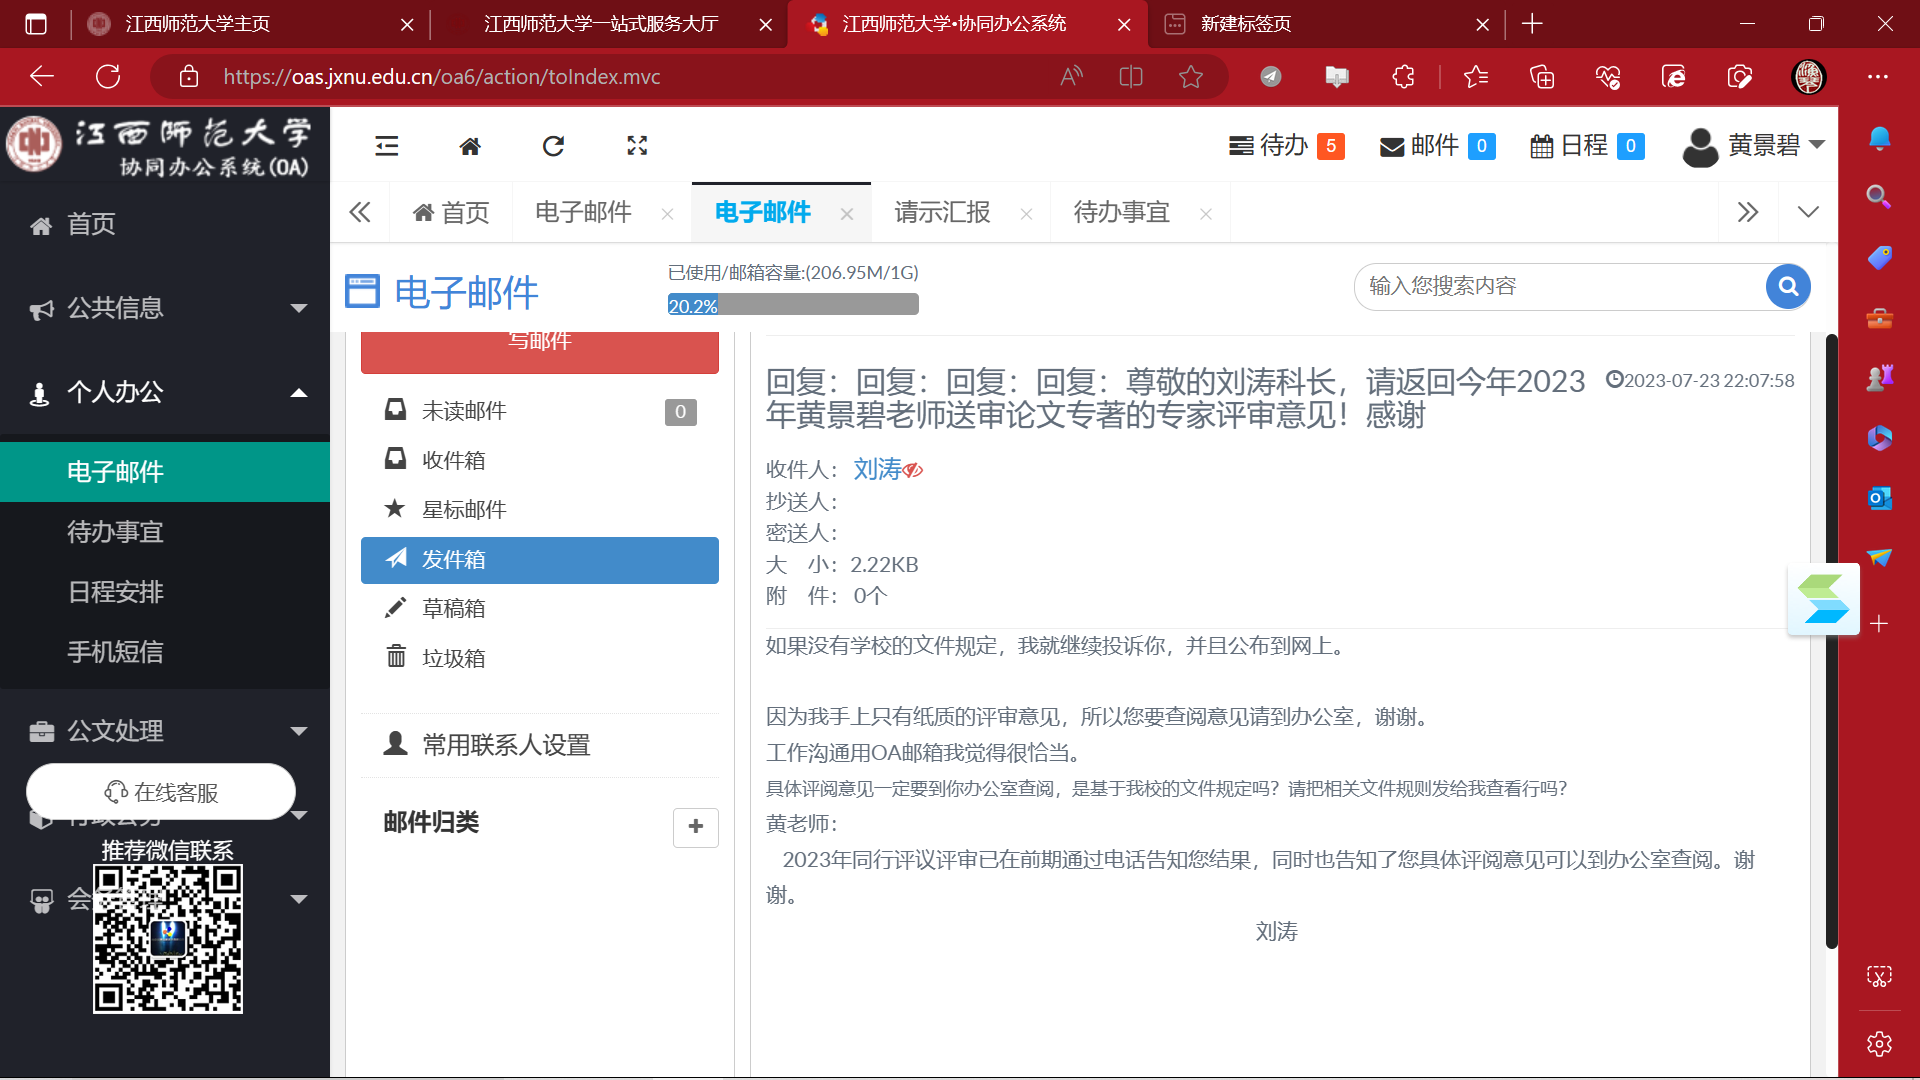 江西师范大学主页
江西师范大学一站式服务大厅
江西师范大学•协同办公系统
新建标签页
https://oas.jxnu.edu.cn/oa6/action/toIndex.mvc
江西师范大学
协同办公系统(OA)
待办 5
邮件 0
日程 0
黄景碧
首页
电子邮件
电子邮件
请示汇报
待办事宜
首页
公共信息
个人办公
电子邮件
待办事宜
日程安排
手机短信
公文处理
在线客服
推荐微信联系
电子邮件
已使用/邮箱容量:(206.95M/1G)
20.2%
输入您搜索内容
写邮件
未读邮件 0
收件箱
星标邮件
发件箱
草稿箱
垃圾箱
常用联系人设置
邮件归类
回复：回复：回复：回复：尊敬的刘涛科长，请返回今年2023
年黄景碧老师送审论文专著的专家评审意见！感谢
2023-07-23 22:07:58
收件人： 刘涛
抄送人：
密送人：
大 小：2.22KB
附 件： 0个
如果没有学校的文件规定，我就继续投诉你，并且公布到网上。
因为我手上只有纸质的评审意见，所以您要查阅意见请到办公室，谢谢。
工作沟通用OA邮箱我觉得很恰当。
具体评阅意见一定要到你办公室查阅，是基于我校的文件规定吗？请把相关文件规则发给我查看行吗？
黄老师：
2023年同行评议评审已在前期通过电话告知您结果，同时也告知了您具体评阅意见可以到办公室查阅。谢
谢。
刘涛